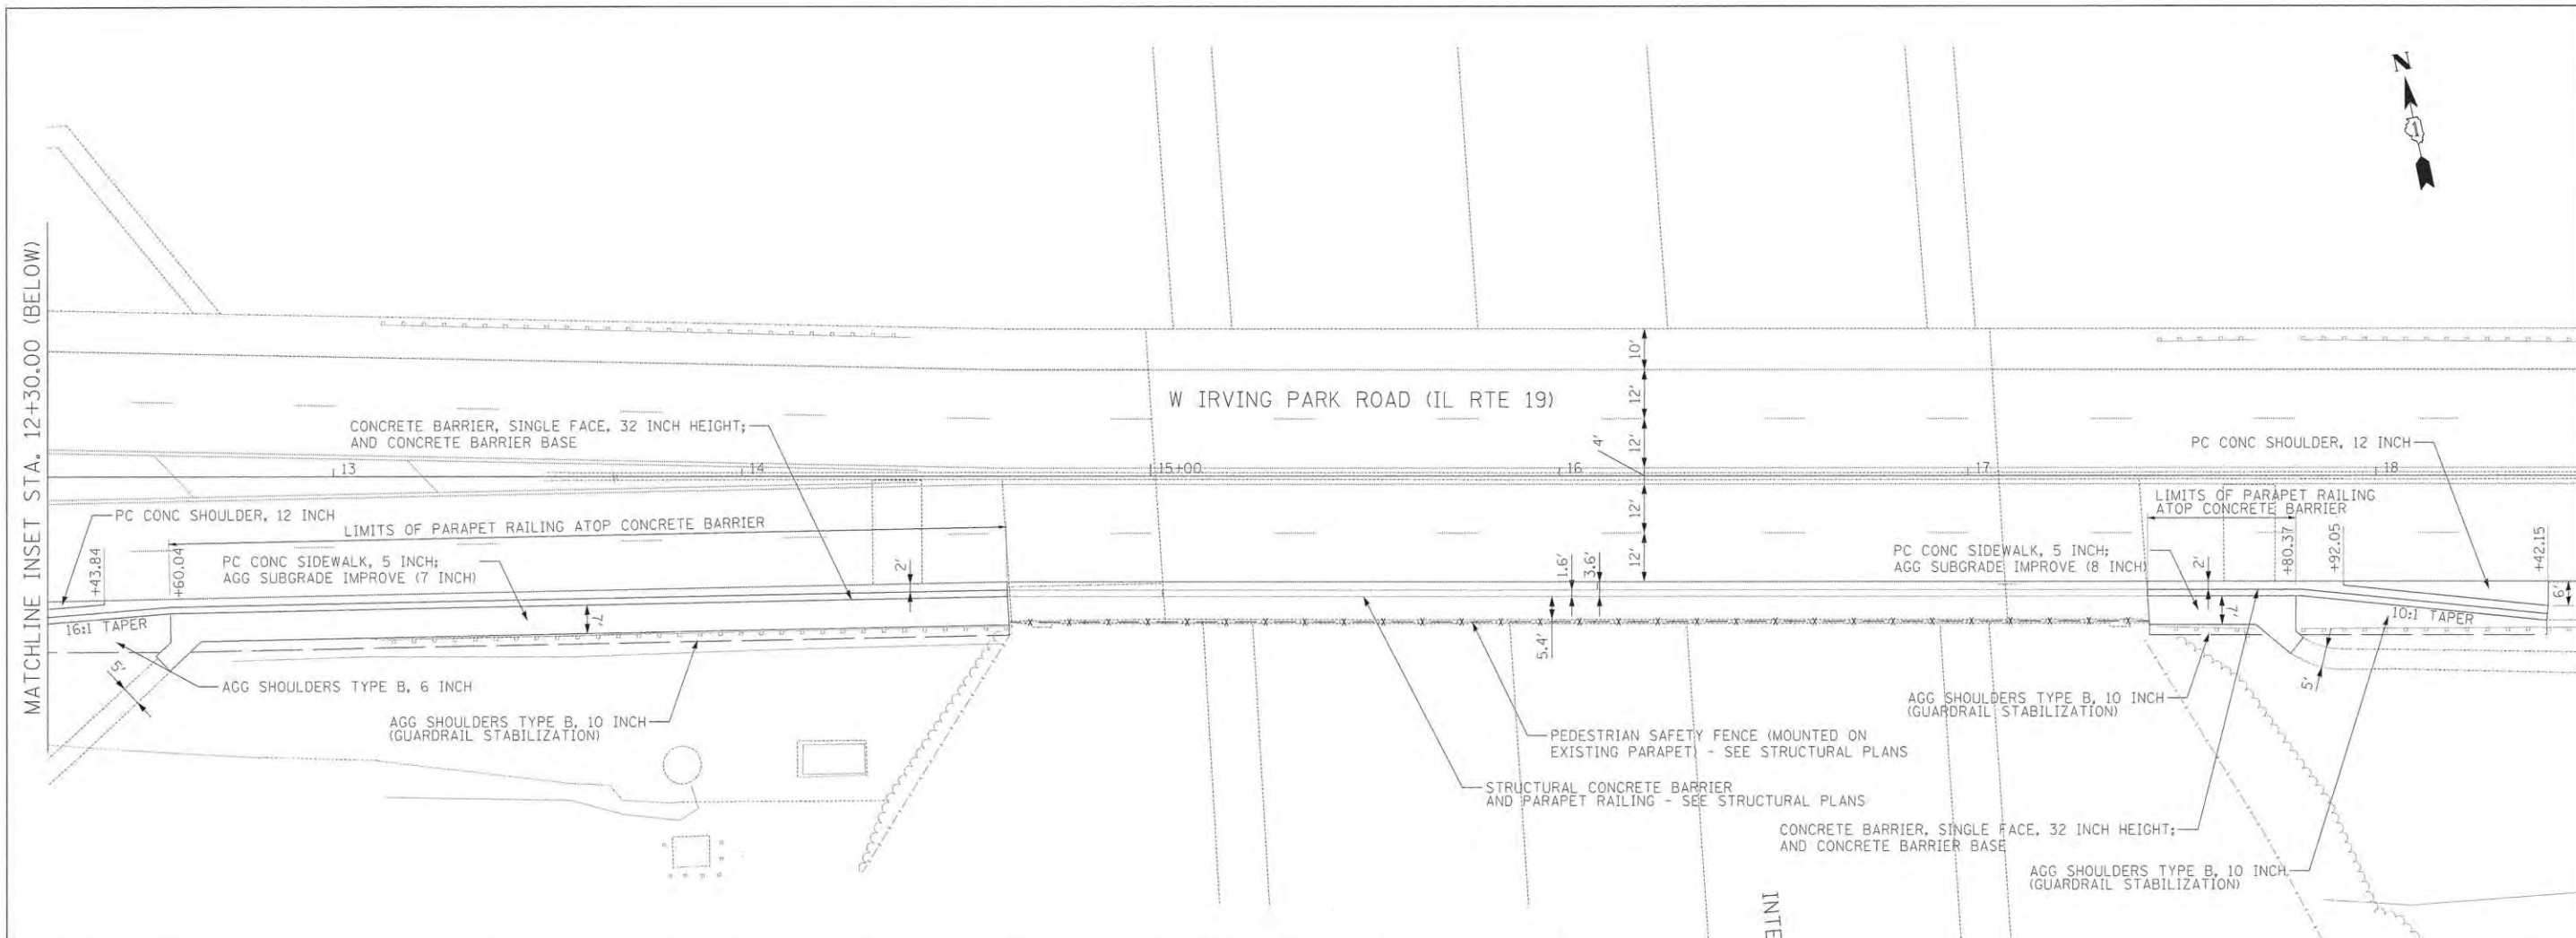 N
1
MATCHLINE INSET STA. 12+30.00 (BELOW)
10'
12'
W IRVING PARK ROAD (IL RTE 19)
CONCRETE BARRIER, SINGLE FACE, 32 INCH HEIGHT;
AND CONCRETE BARRIER BASE
12'
4'
PC CONC SHOULDER, 12 INCH
13
14
15+00
16
17
18
PC CONC SHOULDER, 12 INCH
LIMITS OF PARAPET RAILING ATOP CONCRETE BARRIER
12'
LIMITS OF PARAPET RAILING
ATOP CONCRETE BARRIER
+43.84
+60.04
PC CONC SIDEWALK, 5 INCH;
AGG SUBGRADE IMPROVE (7 INCH)
2'
1.6'
3.6'
12'
PC CONC SIDEWALK, 5 INCH;
AGG SUBGRADE IMPROVE (8 INCH)
2'
+80.37
+92.05
+42.15
6'
16:1 TAPER
7'
7'
10:1 TAPER
5'
5.4'
5'
AGG SHOULDERS TYPE B, 6 INCH
AGG SHOULDERS TYPE B, 10 INCH
(GUARDRAIL STABILIZATION)
AGG SHOULDERS TYPE B, 10 INCH
(GUARDRAIL STABILIZATION)
PEDESTRIAN SAFETY FENCE (MOUNTED ON
EXISTING PARAPET) - SEE STRUCTURAL PLANS
STRUCTURAL CONCRETE BARRIER
AND PARAPET RAILING - SEE STRUCTURAL PLANS
CONCRETE BARRIER, SINGLE FACE, 32 INCH HEIGHT;
AND CONCRETE BARRIER BASE
AGG SHOULDERS TYPE B, 10 INCH
(GUARDRAIL STABILIZATION)
INTE